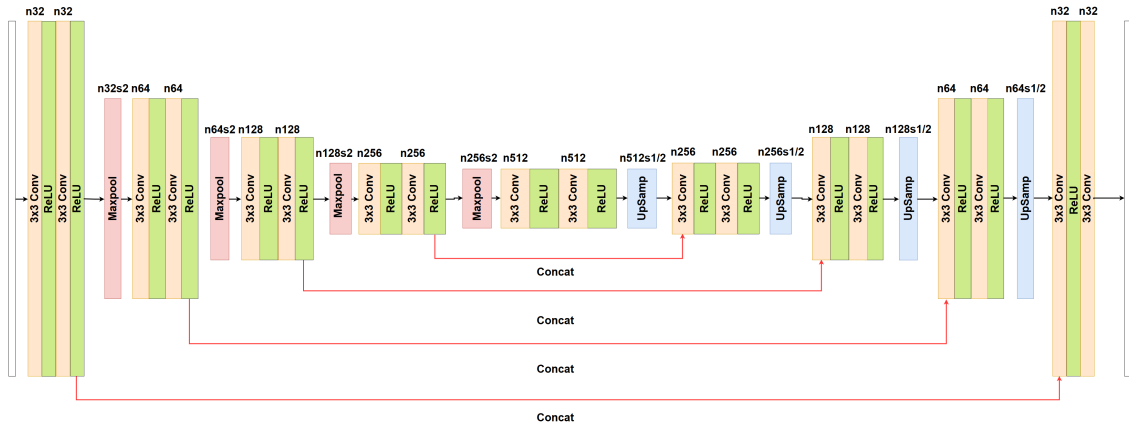 n32 n32
3x3 Conv
ReLU
3x3 Conv
ReLU
n32s2
Maxpool
n64 n64
3x3 Conv
ReLU
3x3 Conv
ReLU
n64s2
Maxpool
n128 n128
3x3 Conv
ReLU
3x3 Conv
ReLU
n128s2
Maxpool
n256 n256
3x3 Conv
ReLU
3x3 Conv
ReLU
n256s2
Maxpool
n512 n512
3x3 Conv
ReLU
3x3 Conv
ReLU
n512s1/2
UpSamp
n256 n256
3x3 Conv
ReLU
3x3 Conv
ReLU
n256s1/2
UpSamp
n128 n128
3x3 Conv
ReLU
3x3 Conv
ReLU
n128s1/2
UpSamp
n64 n64
3x3 Conv
ReLU
3x3 Conv
ReLU
n64s1/2
UpSamp
n32 n32
3x3 Conv
ReLU
3x3 Conv
Concat
Concat
Concat
Concat